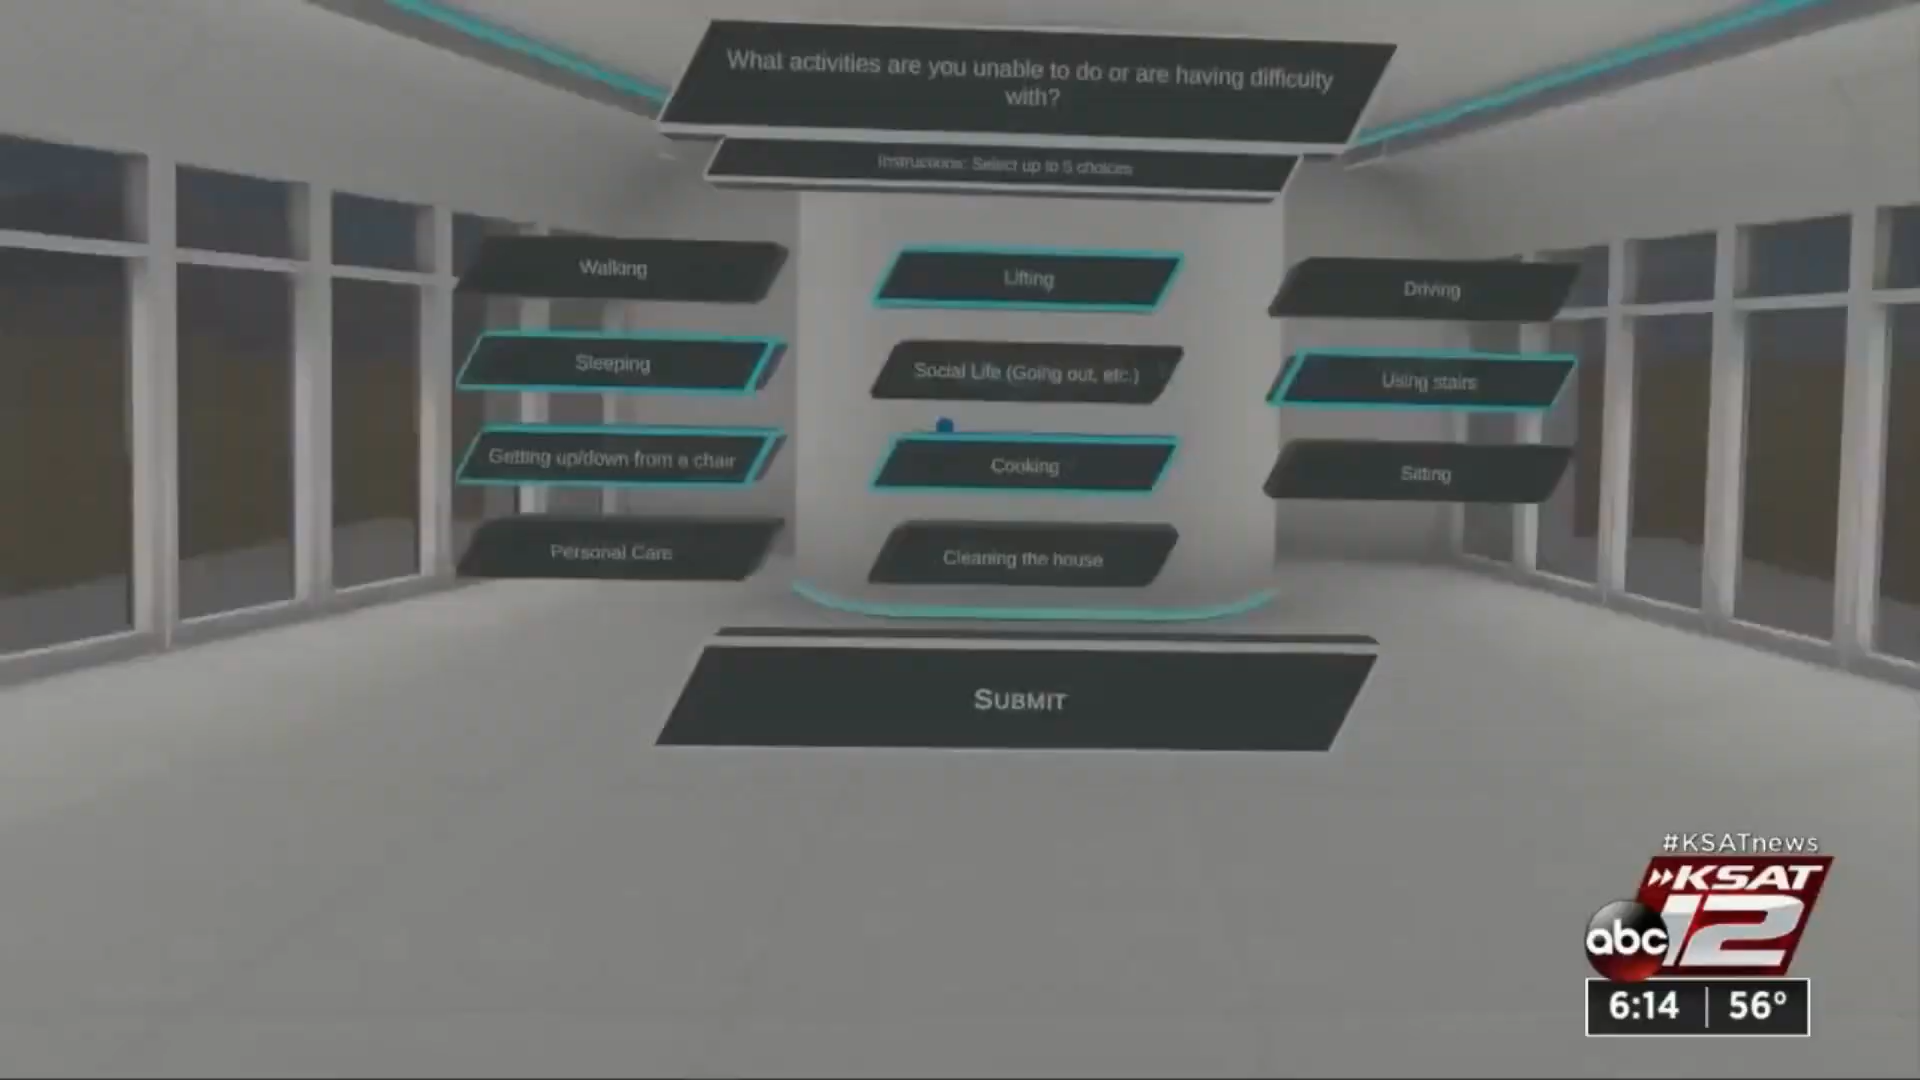 What activities are you unable to do or are having difficulty
with?
Instructions: Select up to 5 choices
Walking
Lifting
Driving
Sleeping
Social Life (Going out, etc.)
Using stairs
Getting up/down from a chair
Cooking
Sitting
Personal Care
Cleaning the house
SUBMIT
#KSATnews
KSAT
abc 12
6:14 56°